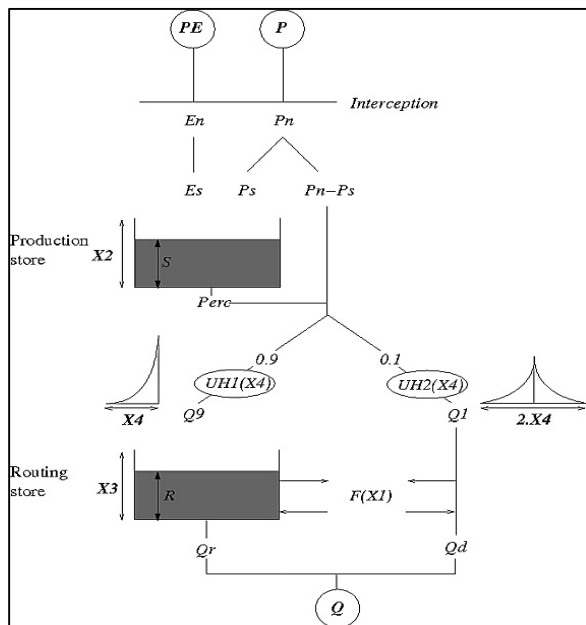 PE P
Interception
En Pn
Es Ps Pn-Ps
Production
store
X2
S
Perc
0.9 0.1
UH1(X4) UH2(X4)
X4 Q9 Q1 2.X4
Routing
store
X3
R
F(X1)
Qr Qd
Q